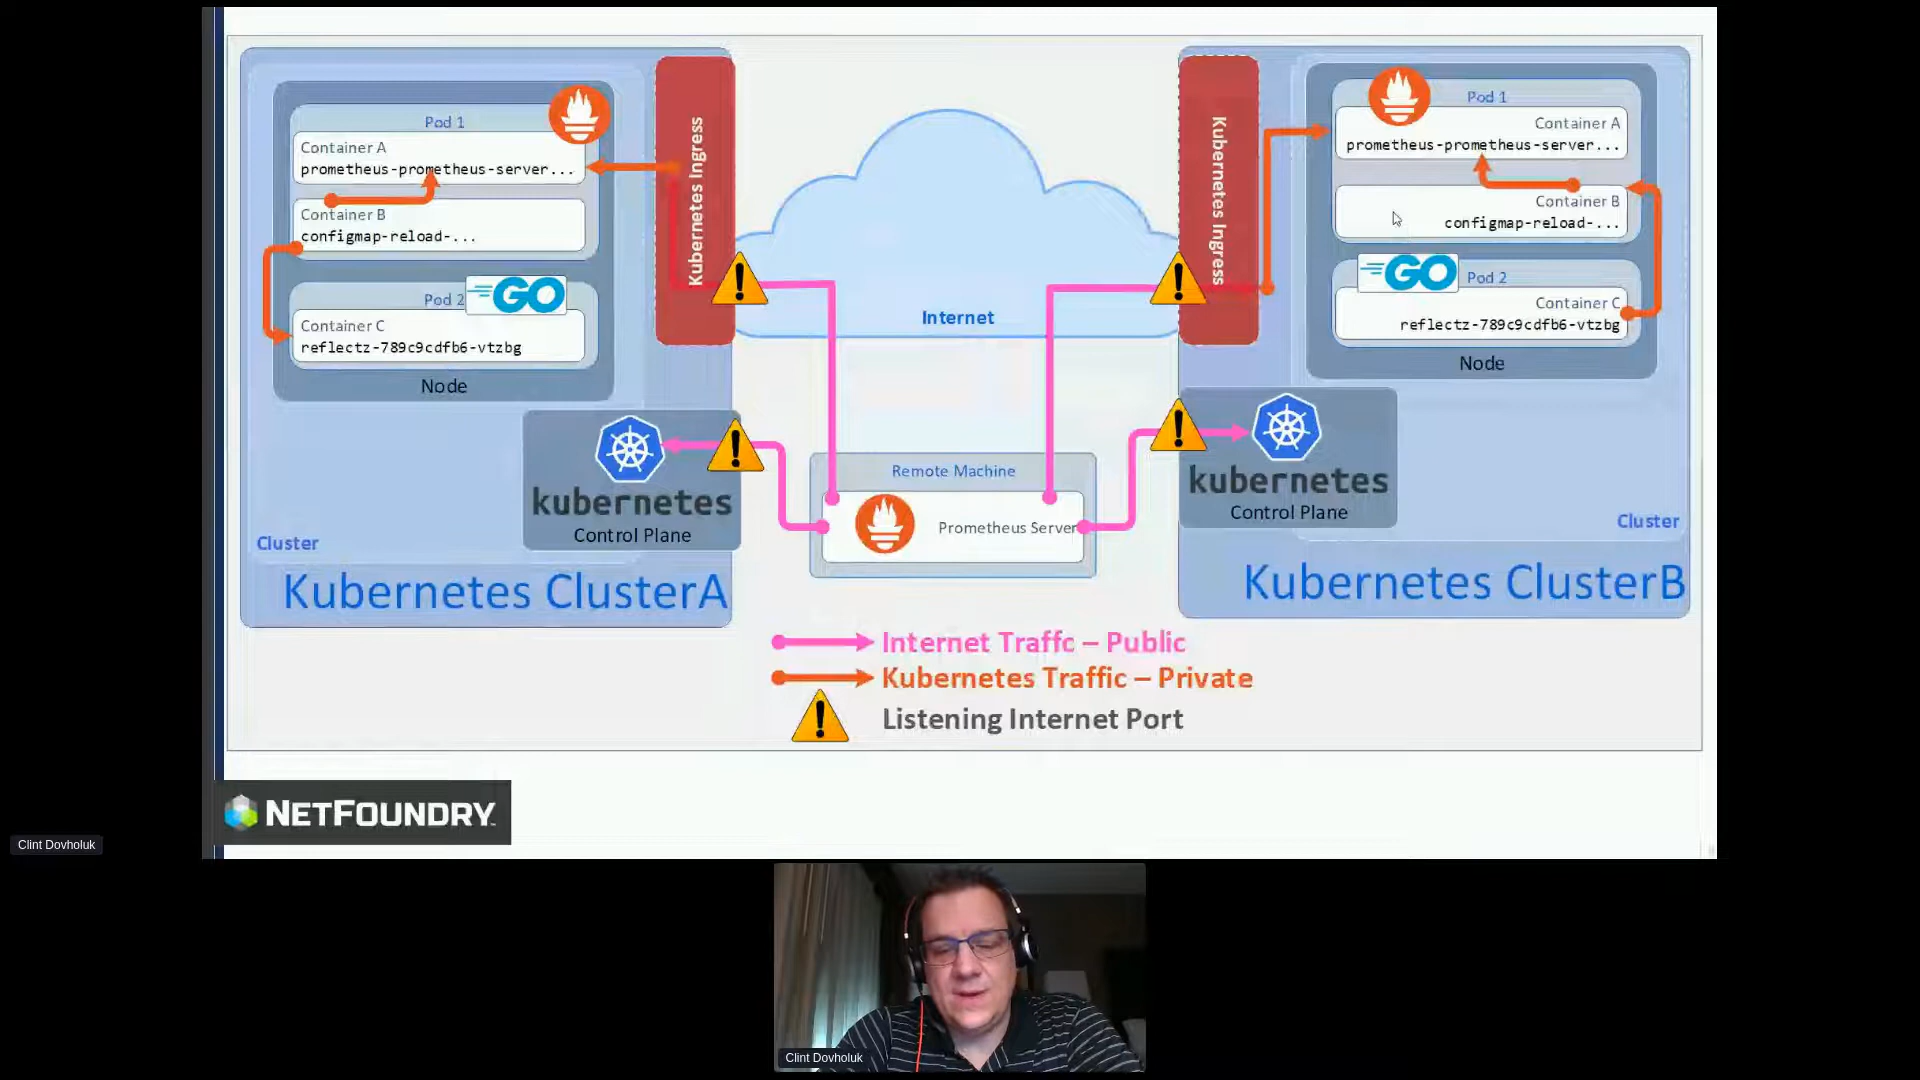 Pod 1
Container A
prometheus-prometheus-server...
Container B
configmap-reload-...
Pod 2
GO
Container C
reflectz-789c9cdfb6-vtzbg
Node
Kubernetes Ingress
kubernetes
Control Plane
Cluster
Kubernetes ClusterA
Internet
Remote Machine
Prometheus Server
Kubernetes Ingress
Pod 1
Container A
prometheus-prometheus-server...
Container B
configmap-reload-...
GO
Pod 2
Container C
reflectz-789c9cdfb6-vtzbg
Node
kubernetes
Control Plane
Cluster
Kubernetes ClusterB
Internet Traffc – Public
Kubernetes Traffic – Private
Listening Internet Port
NETFOUNDRY
Clint Dovholuk
Clint Dovholuk